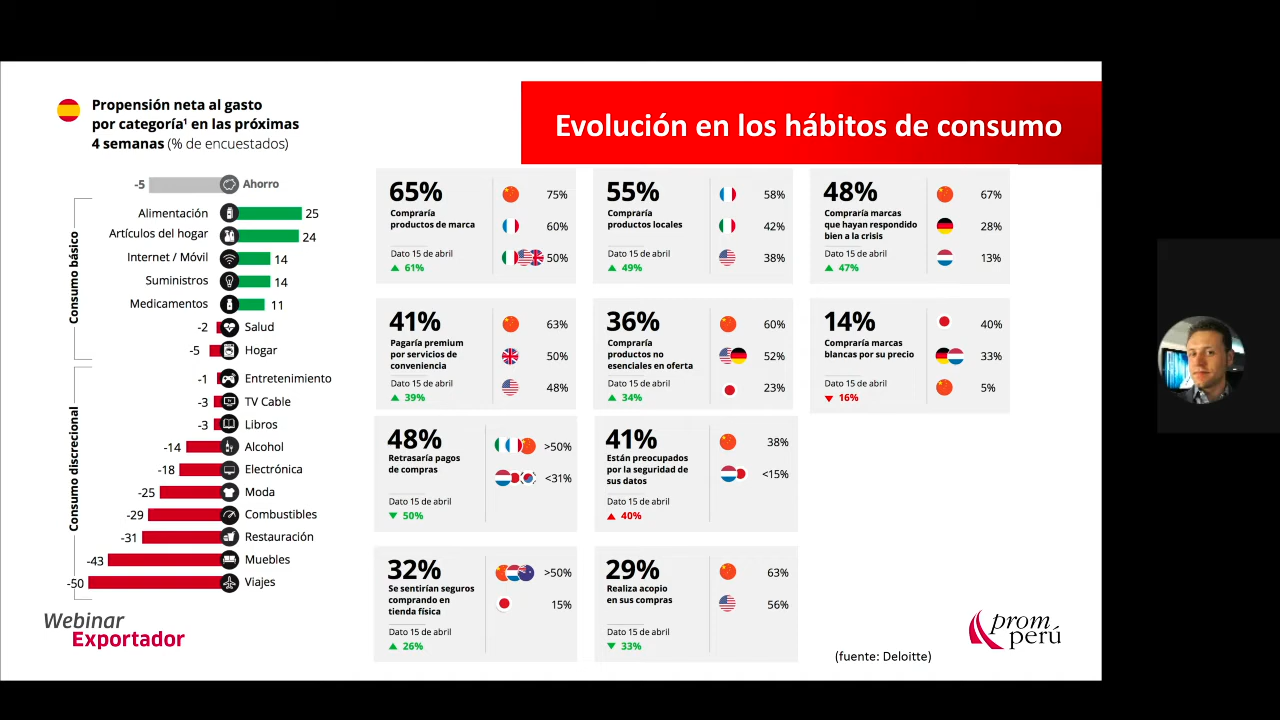 Propensión neta al gasto
por categoría¹ en las próximas
4 semanas (% de encuestados)
Evolución en los hábitos de consumo
-5 Ahorro
Consumo básico
Alimentación 25
Artículos del hogar 24
Internet / Móvil 14
Suministros 14
Medicamentos 11
-2 Salud
-5 Hogar
Consumo discrecional
-1 Entretenimiento
-3 TV Cable
-3 Libros
-14 Alcohol
-18 Electrónica
-25 Moda
-29 Combustibles
-31 Restauración
-43 Muebles
-50 Viajes
65%
Compraría
productos de marca
Dato 15 de abril
61%
75%
60%
50%
55%
Compraría
productos locales
Dato 15 de abril
49%
58%
42%
38%
48%
Compraría marcas
que hayan respondido
bien a la crisis
Dato 15 de abril
47%
67%
28%
13%
41%
Pagaría premium
por servicios de
conveniencia
Dato 15 de abril
39%
63%
50%
48%
36%
Compraría
productos no
esenciales en oferta
Dato 15 de abril
34%
60%
52%
23%
14%
Compraría marcas
blancas por su precio
Dato 15 de abril
16%
40%
33%
5%
48%
Retrasaría pagos
de compras
Dato 15 de abril
50%
>50%
<31%
41%
Están preocupados
por la seguridad de
sus datos
Dato 15 de abril
40%
38%
<15%
32%
Se sentirían seguros
comprando en
tienda física
Dato 15 de abril
26%
>50%
15%
29%
Realiza acopio
en sus compras
Dato 15 de abril
33%
63%
56%
Webinar
Exportador
prom
perú
(fuente: Deloitte)